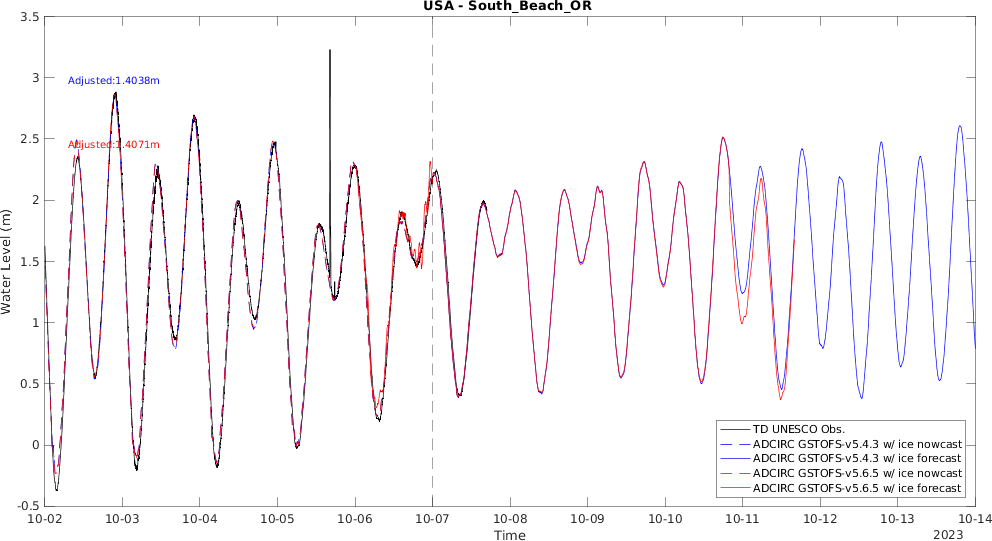 USA - South_Beach_OR
3.5
3
2.5
2
1.5
1
0.5
0
-0.5
Water Level (m)
Adjusted:1.4038m
Adjusted:1.4071m
TD UNESCO Obs.
ADCIRC GSTOFS-v5.4.3 w/ ice nowcast
ADCIRC GSTOFS-v5.4.3 w/ ice forecast
ADCIRC GSTOFS-v5.6.5 w/ ice nowcast
ADCIRC GSTOFS-v5.6.5 w/ ice forecast
10-02 10-03 10-04 10-05 10-06 10-07 10-08 10-09 10-10 10-11 10-12 10-13 10-14
Time
2023